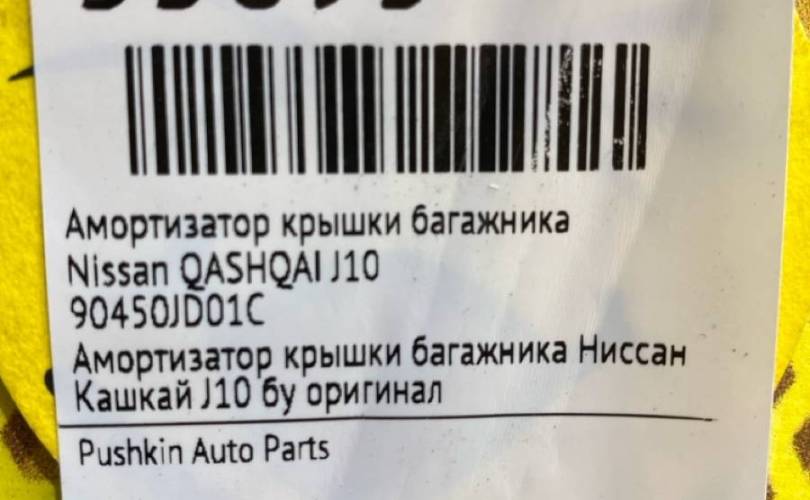 Амортизатор крышки багажника
Nissan QASHQAI J10
90450JD01C
Амортизатор крышки багажника Ниссан
Кашкай J10 бу оригинал
Pushkin Auto Parts